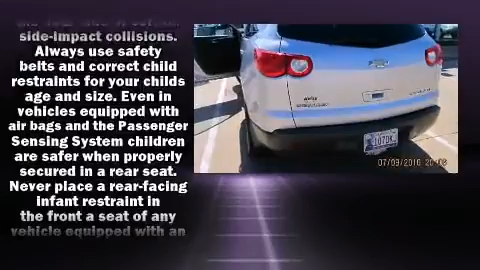 side-impact collisions.
Always use safety
belts and correct child
restraints for your childs
age and size. Even in
vehicles equipped with
air bags and the Passenger
Sensing System children
are safer when properly
secured in a rear seat.
Never place a rear-facing
infant restraint in
the front a seat of any
vehicle equipped with an
07/09/2016